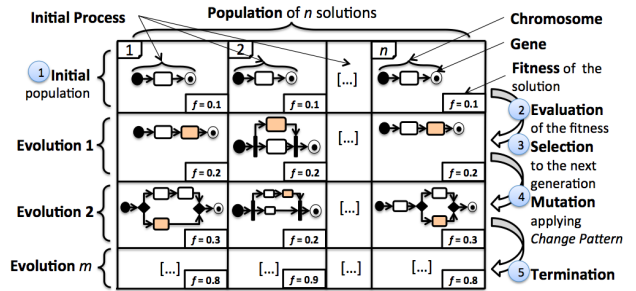 Initial Process
Population of n solutions
Chromosome
Gene
Fitness of the
solution
1 Initial
population
1
2
[...]
n
f = 0.1
f = 0.1
f = 0.1
2 Evaluation
of the fitness
Evolution 1
f = 0.2
f = 0.2
[...]
f = 0.2
3 Selection
to the next
generation
Evolution 2
f = 0.3
f = 0.2
[...]
f = 0.3
4 Mutation
applying
Change Pattern
Evolution m
[...]
f = 0.8
[...]
f = 0.9
[...]
[...]
f = 0.8
5 Termination